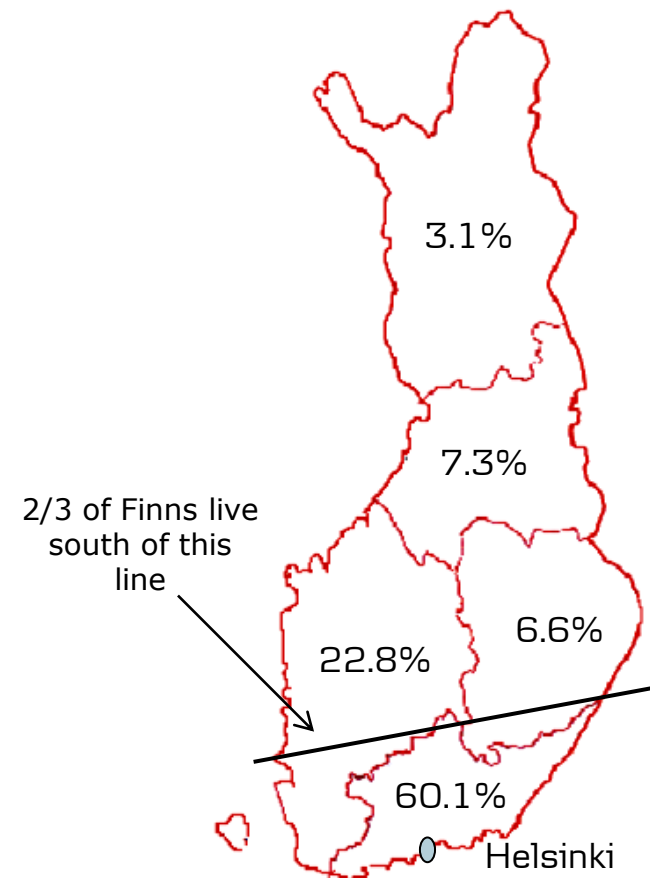 3.1%
7.3%
2/3 of Finns live
south of this
line
6.6%
22.8%
60.1%
Helsinki